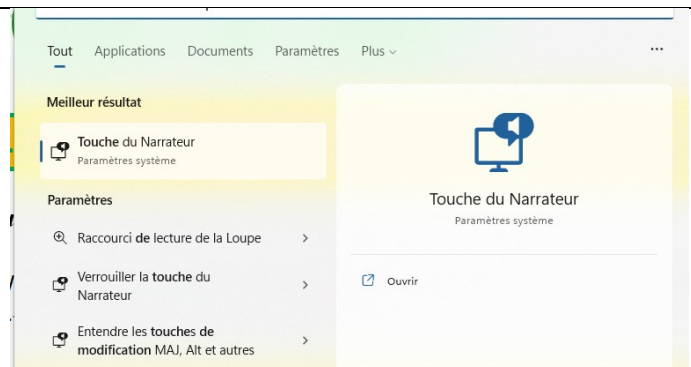 Tout Applications Documents Paramètres Plus
Meilleur résultat
Touche du Narrateur
Paramètres système
Paramètres
Raccourci de lecture de la Loupe
Verrouiller la touche du
Narrateur
Entendre les touches de
modification MAJ, Alt et autres
Touche du Narrateur
Paramètres système
Ouvrir